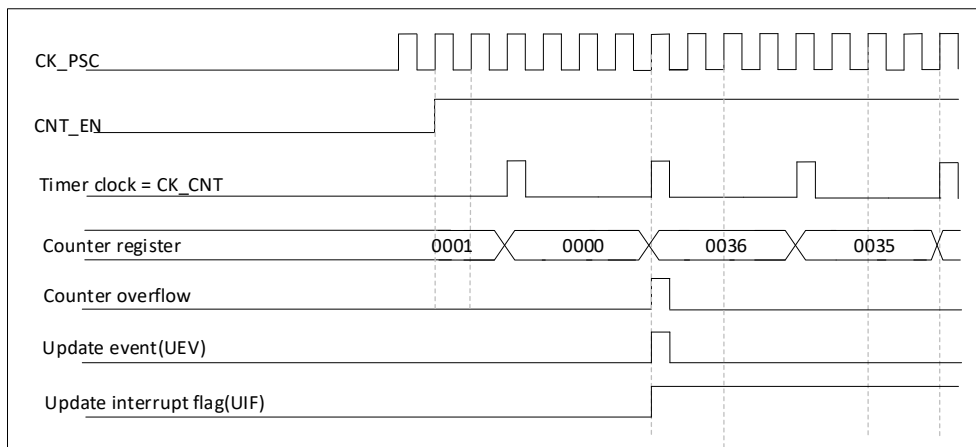 CK_PSC
CNT_EN
Timer clock = CK_CNT
Counter register 0001 0000 0036 0035
Counter overflow
Update event(UEV)
Update interrupt flag(UIF)